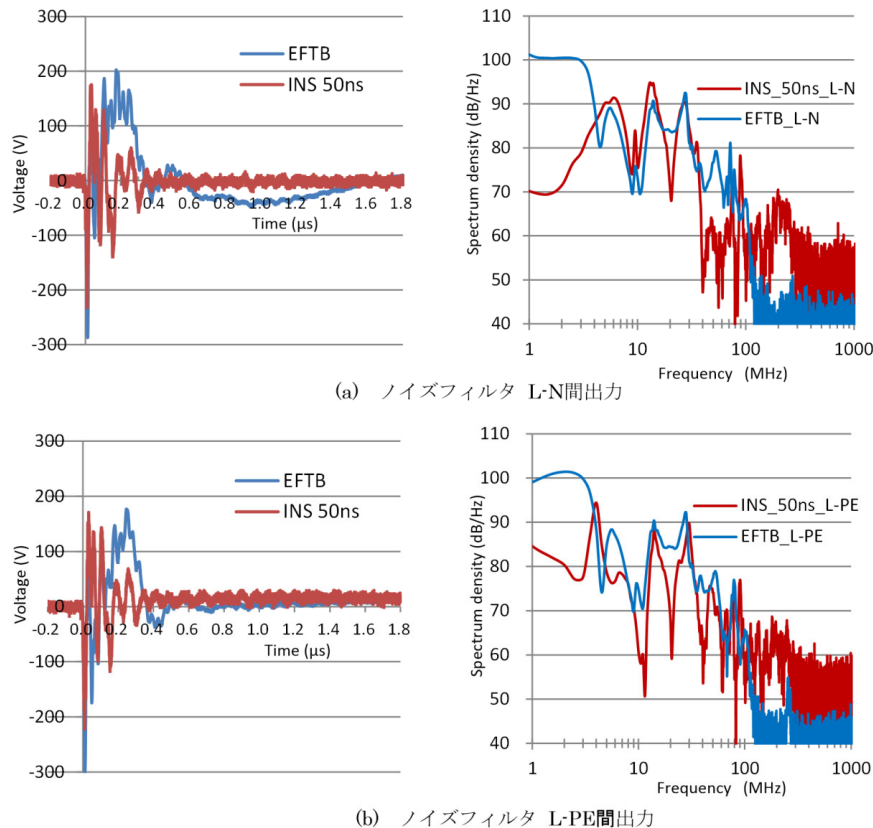 300
200
100
0
-100
-200
-300
-0.2 0.0 0.2 0.4 0.6 0.8 1.0 1.2 1.4 1.6 1.8
Voltage (V)
Time (μs)
EFTB
INS 50ns
110
100
90
80
70
60
50
40
1 10 100 1000
Spectrum density (dB/Hz)
Frequency (MHz)
INS_50ns_L-N
EFTB_L-N
(a) ノイズフィルタ L-N間出力
300
200
100
0
-100
-200
-300
-0.2 0.0 0.2 0.4 0.6 0.8 1.0 1.2 1.4 1.6 1.8
Voltage (V)
Time (μs)
EFTB
INS 50ns
110
100
90
80
70
60
50
40
1 10 100 1000
Spectrum density (dB/Hz)
Frequency (MHz)
INS_50ns_L-PE
EFTB_L-PE
(b) ノイズフィルタ L-PE間出力